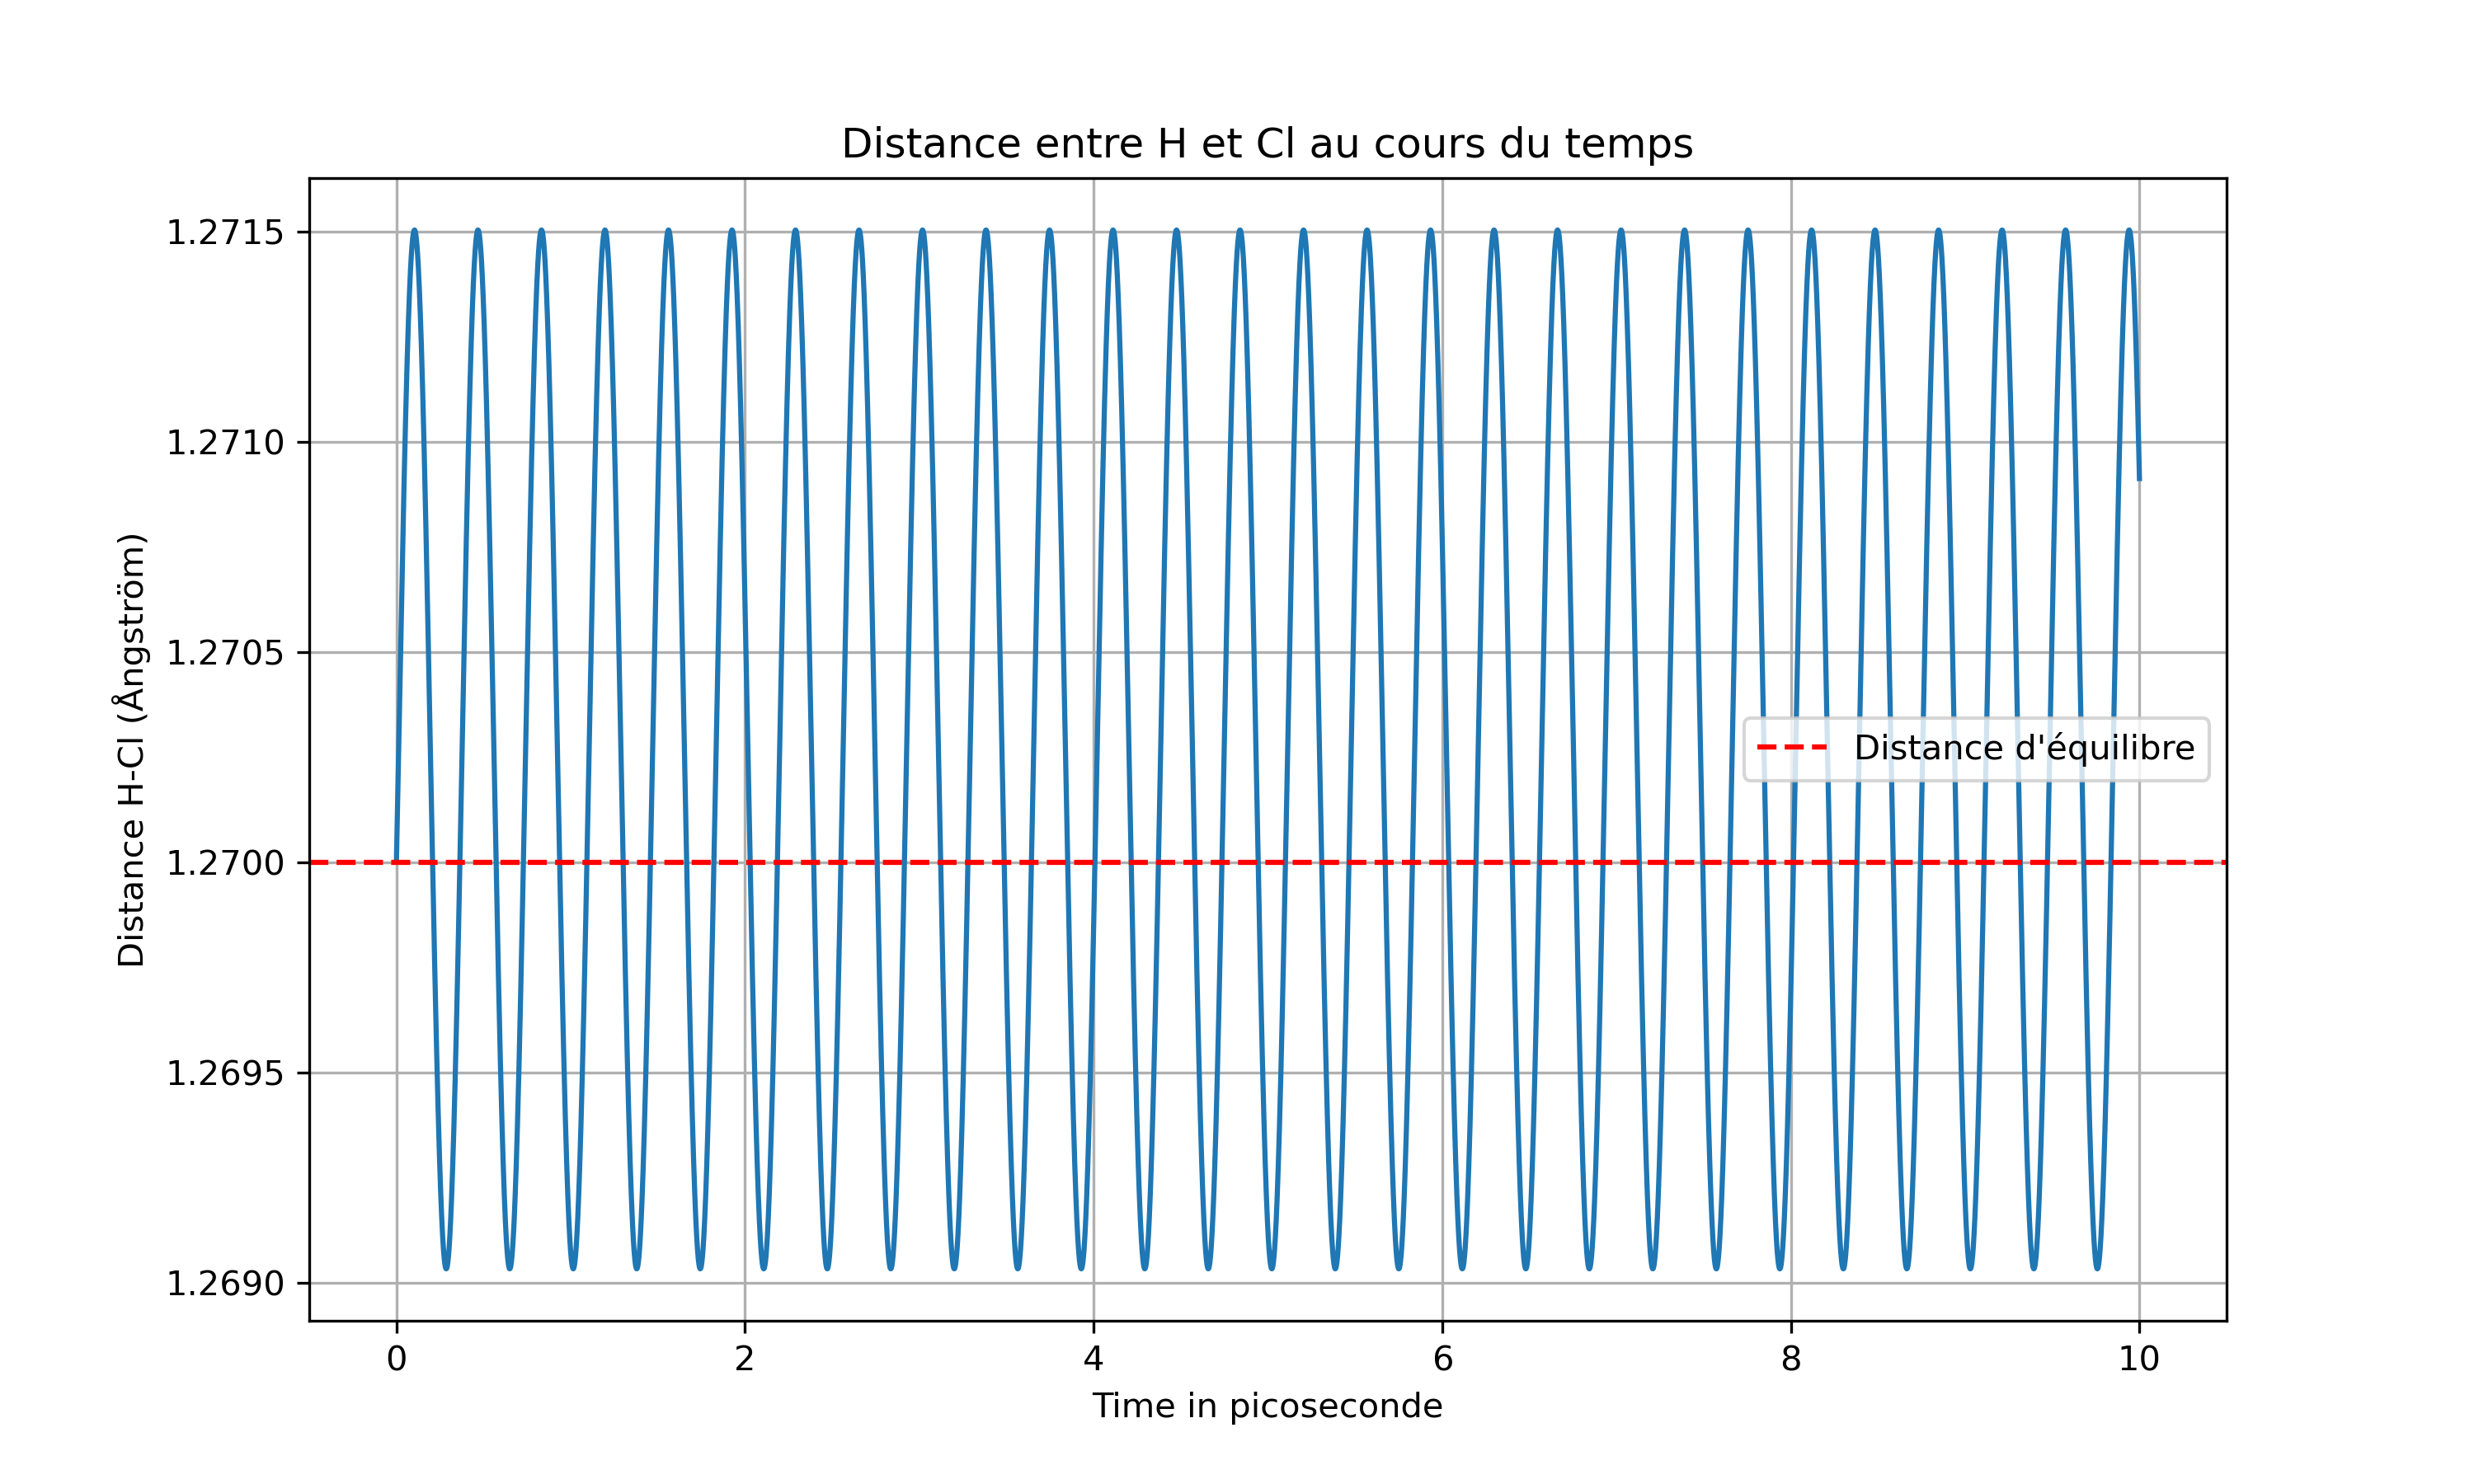 Distance entre H et Cl au cours du temps
Distance H-Cl (Ångström)
1.2715
1.2710
1.2705
1.2700
1.2695
1.2690
Distance d'équilibre
0 2 4 6 8 10
Time in picoseconde